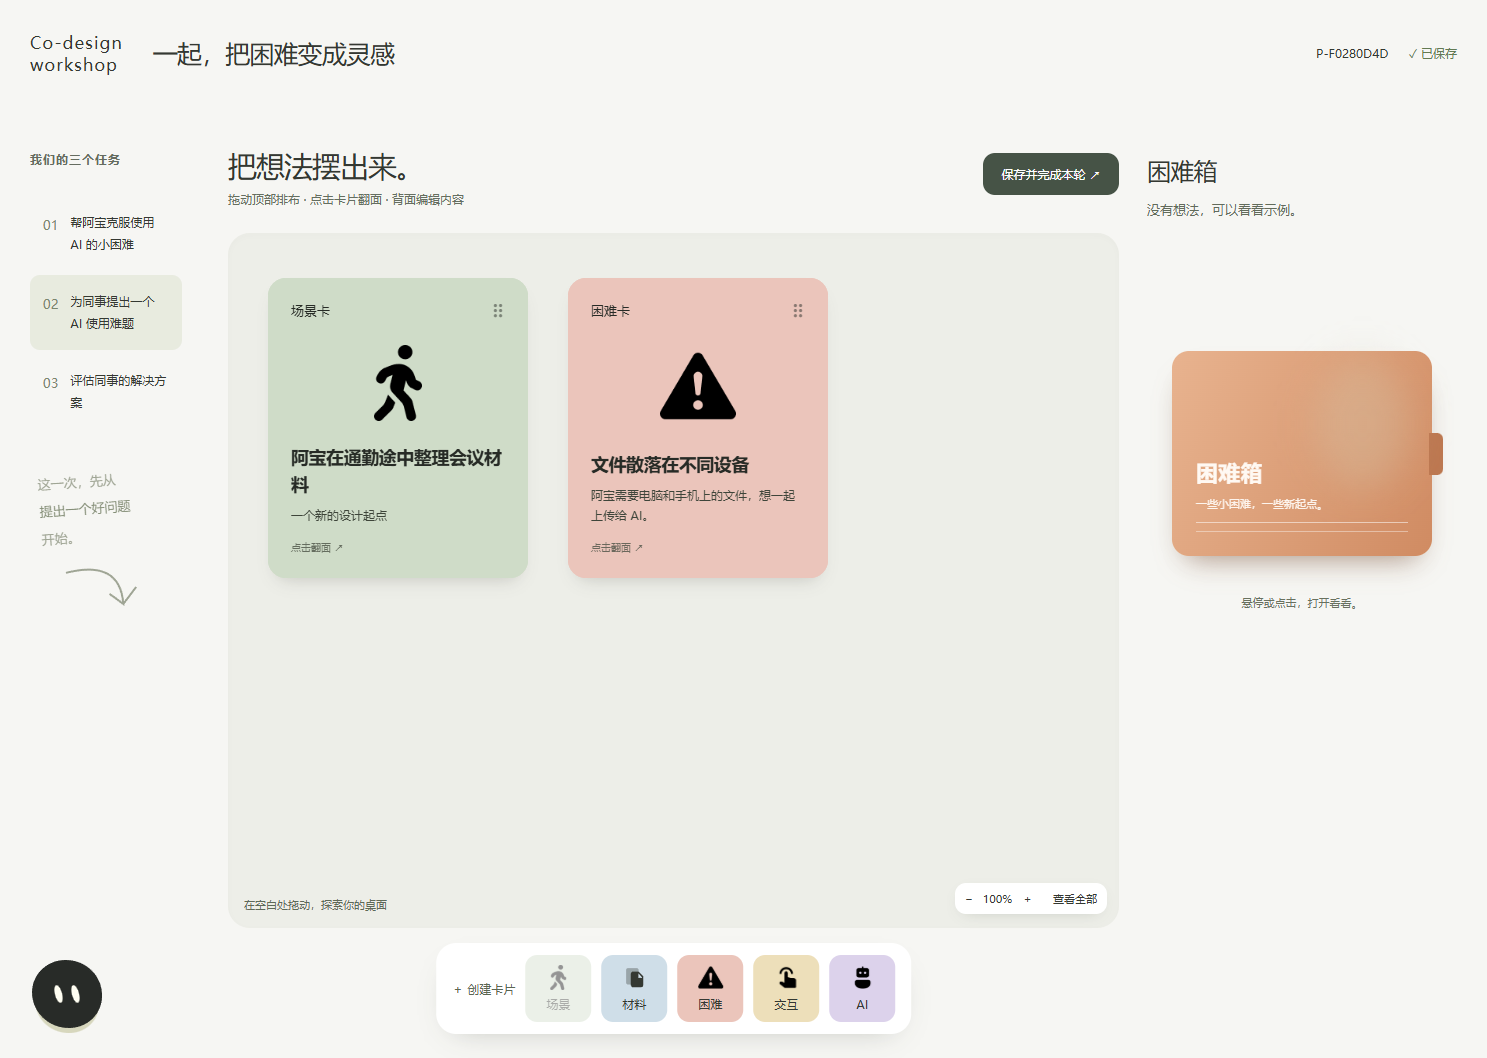 Co-design
workshop
一起，把困难变成灵感
P-F0280D4D
✓ 已保存
我们的三个任务
01
帮阿宝克服使用
AI 的小困难
02
为同事提出一个
AI 使用难题
03
评估同事的解决方
案
这一次，先从
提出一个好问题
开始。
把想法摆出来。
拖动顶部排布 · 点击卡片翻面 · 背面编辑内容
保存并完成本轮 ↗
场景卡
阿宝在通勤途中整理会议材
料
一个新的设计起点
点击翻面 ↗
困难卡
文件散落在不同设备
阿宝需要电脑和手机上的文件，想一起
上传给 AI。
点击翻面 ↗
在空白处拖动，探索你的桌面
− 100% + 查看全部
困难箱
没有想法，可以看看示例。
困难箱
一些小困难，一些新起点。
悬停或点击，打开看看。
+ 创建卡片
场景
材料
困难
交互
AI